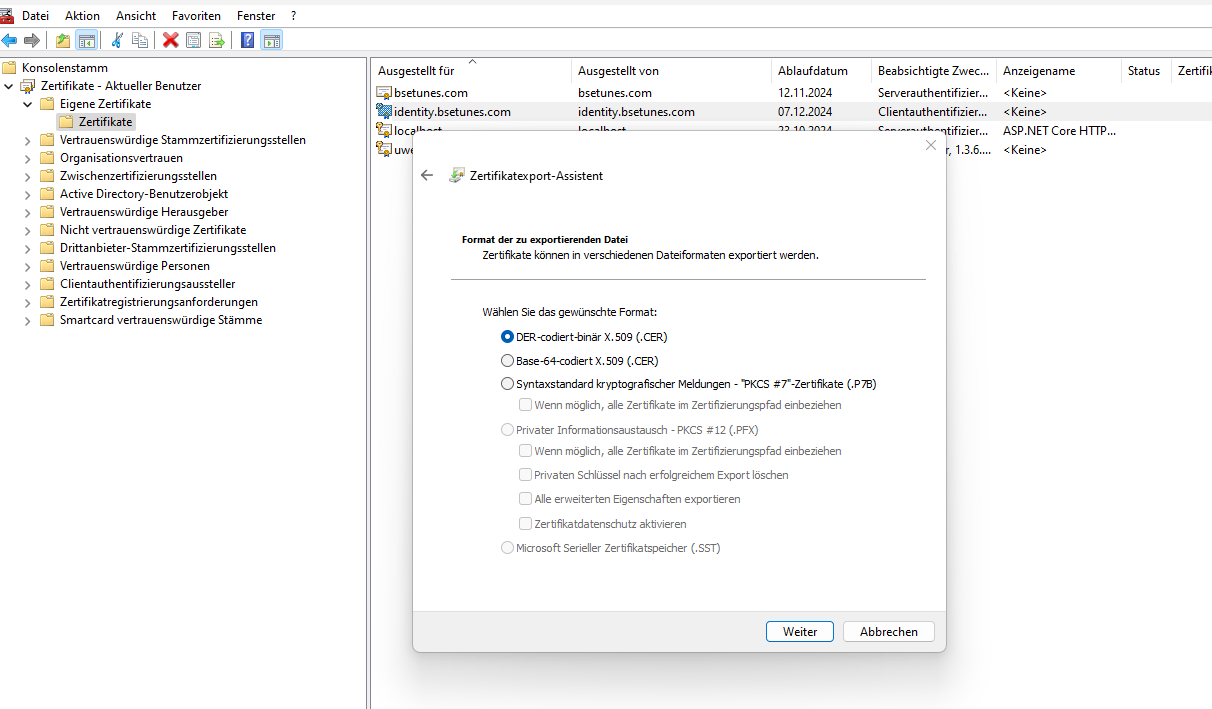 Datei Aktion Ansicht Favoriten Fenster ?
Konsolenstamm
Zertifikate - Aktueller Benutzer
Eigene Zertifikate
Zertifikate
Vertrauenswürdige Stammzertifizierungsstellen
Organisationsvertrauen
Zwischenzertifizierungsstellen
Active Directory-Benutzerobjekt
Vertrauenswürdige Herausgeber
Nicht vertrauenswürdige Zertifikate
Drittanbieter-Stammzertifizierungsstellen
Vertrauenswürdige Personen
Clientauthentifizierungsaussteller
Zertifikatregistrierungsanforderungen
Smartcard vertrauenswürdige Stämme
Ausgestellt für Ausgestellt von Ablaufdatum Beabsichtigte Zwec... Anzeigename Status Zertifi
bsetunes.com bsetunes.com 12.11.2024 Serverauthentifizier... <Keine>
identity.bsetunes.com identity.bsetunes.com 07.12.2024 Clientauthentifizier... <Keine>
localhost localhost 23.10.2024 Serverauthentifizier... ASP.NET Core HTTP...
uwe r, 1.3.6.... <Keine>
Zertifikatexport-Assistent
Format der zu exportierenden Datei
Zertifikate können in verschiedenen Dateiformaten exportiert werden.
Wählen Sie das gewünschte Format:
DER-codiert-binär X.509 (.CER)
Base-64-codiert X.509 (.CER)
Syntaxstandard kryptografischer Meldungen - "PKCS #7"-Zertifikate (.P7B)
Wenn möglich, alle Zertifikate im Zertifizierungspfad einbeziehen
Privater Informationsaustausch - PKCS #12 (.PFX)
Wenn möglich, alle Zertifikate im Zertifizierungspfad einbeziehen
Privaten Schlüssel nach erfolgreichem Export löschen
Alle erweiterten Eigenschaften exportieren
Zertifikatdatenschutz aktivieren
Microsoft Serieller Zertifikatspeicher (.SST)
Weiter Abbrechen